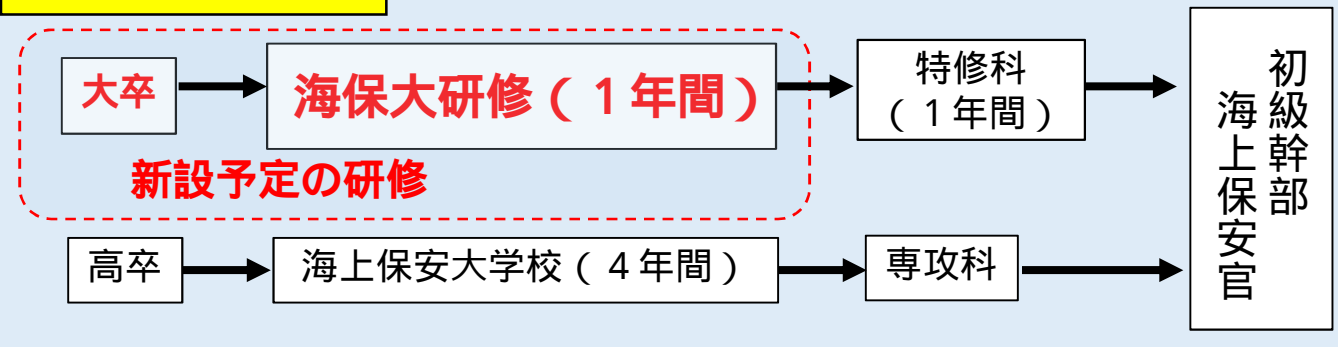 大卒
海保大研修（１年間）
特修科
（１年間）
新設予定の研修
高卒
海上保安大学校（４年間）
専攻科
初級幹部
海上保安官